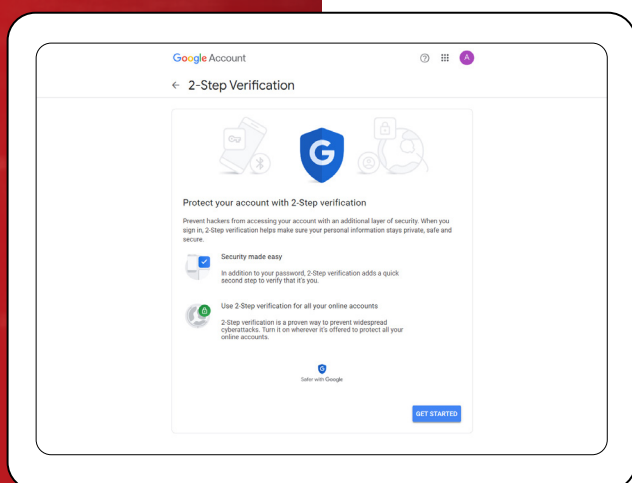 Google Account
A
2-Step Verification
G
Protect your account with 2-Step verification
Prevent hackers from accessing your account with an additional layer of security. When you
sign in, 2-Step verification helps make sure your personal information stays private, safe and
secure.
Security made easy
In addition to your password, 2-Step verification adds a quick
second step to verify that it's you.
Use 2-Step verification for all your online accounts
2-Step verification is a proven way to prevent widespread
cyberattacks. Turn it on wherever it's offered to protect all your
online accounts.
G
Safer with Google
GET STARTED